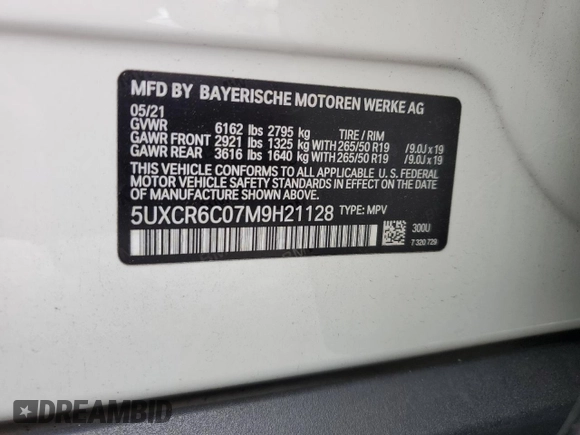 MFD BY BAYERISCHE MOTOREN WERKE AG
05/21
GVWR 6162 lbs 2795 kg TIRE / RIM
GAWR FRONT 2921 lbs 1325 kg WITH 265/50 R19 / 9.0J x 19
GAWR REAR 3616 lbs 1640 kg WITH 265/50 R19 / 9.0J x 19
THIS VEHICLE CONFORMS TO ALL APPLICABLE U. S. FEDERAL
MOTOR VEHICLE SAFETY STANDARDS IN EFFECT ON
THE DATE OF MANUFACTURE SHOWN ABOVE.
5UXCR6C07M9H21128 TYPE: MPV
300U
7 320 729
DREAMBID